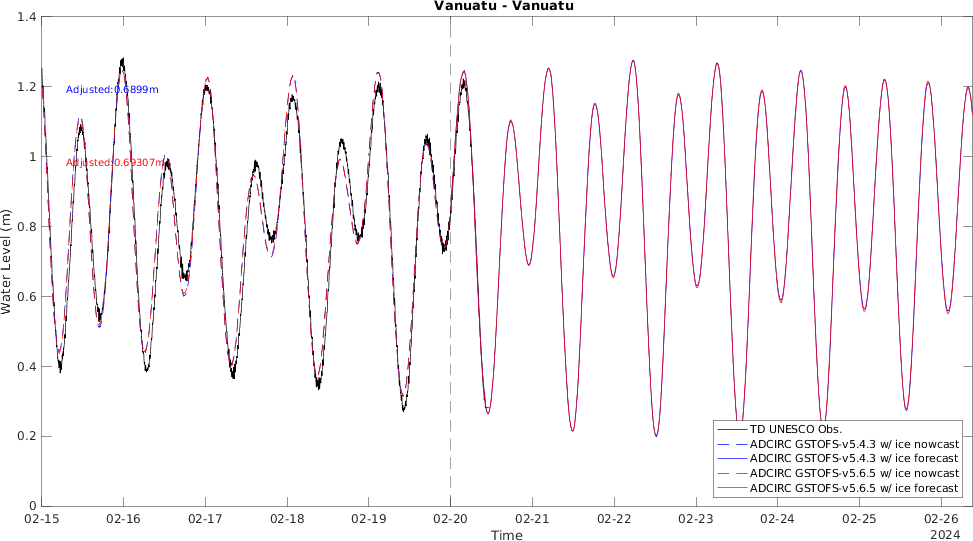 Vanuatu - Vanuatu
1.4
1.2
1
0.8
0.6
0.4
0.2
0
Water Level (m)
Adjusted:0.6899m
Adjusted:0.69307m
TD UNESCO Obs.
ADCIRC GSTOFS-v5.4.3 w/ ice nowcast
ADCIRC GSTOFS-v5.4.3 w/ ice forecast
ADCIRC GSTOFS-v5.6.5 w/ ice nowcast
ADCIRC GSTOFS-v5.6.5 w/ ice forecast
02-15 02-16 02-17 02-18 02-19 02-20 02-21 02-22 02-23 02-24 02-25 02-26
Time
2024